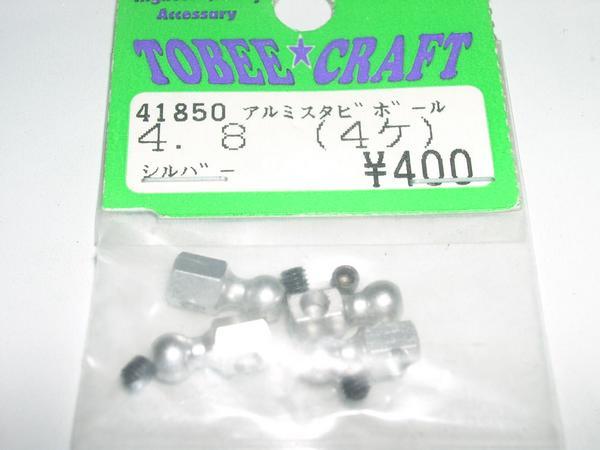 Accessary
TOBEE★CRAFT
41850 アルミスタビボール
4.8 (4ケ)
シルバー
¥400